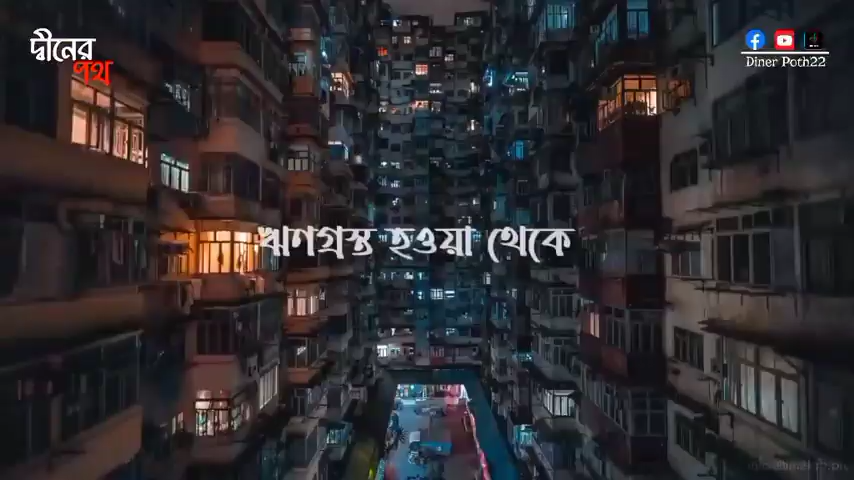 দ্বীনের
পথ
Diner Poth22
ঋণগ্রস্ত হওয়া থেকে